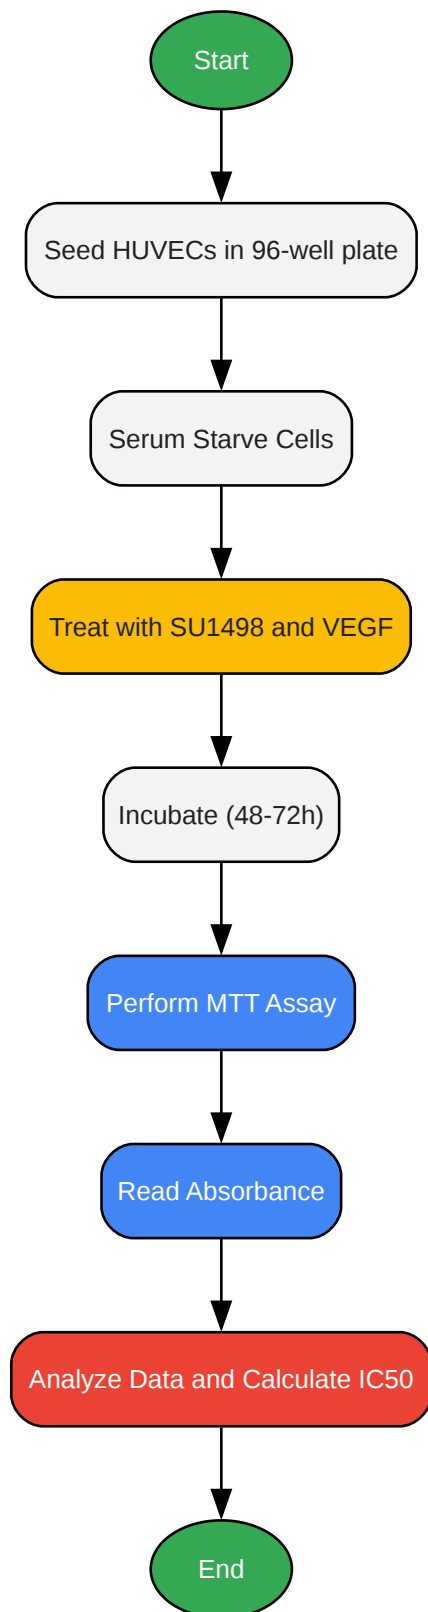 Start
Seed HUVECs in 96-well plate
Serum Starve Cells
Treat with SU1498 and VEGF
Incubate (48-72h)
Perform MTT Assay
Read Absorbance
Analyze Data and Calculate IC50
End